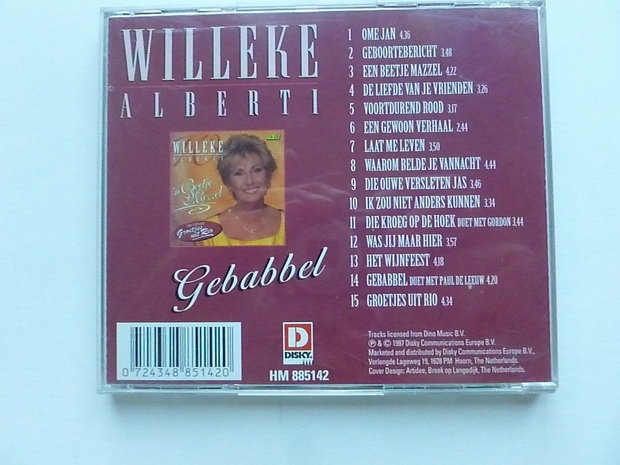 WILLEKE
ALBERTI
WILLEKE
ALBERTI
Groetjes uit Rio
Gebabbel
1 OME JAN 4,36
2 GEBOORTEBERICHT 3,48
3 EEN BEETJE MAZZEL 4,22
4 DE LIEFDE VAN JE VRIENDEN 3,26
5 VOORTDUREND ROOD 3,17
6 EEN GEWOON VERHAAL 2,44
7 LAAT ME LEVEN 3,50
8 WAAROM BELDE JE VANNACHT 4,44
9 DIE OUWE VERSLETEN JAS 3,46
10 IK ZOU NIET ANDERS KUNNEN 3,34
11 DIE KROEG OP DE HOEK DUET MET GORDON 3,44
12 WAS JIJ MAAR HIER 3,57
13 HET WIJNFEEST 4,18
14 GEBABBEL DUET MET PAUL DE LEEUW 4,20
15 GROETJES UIT RIO 4,34
0 724348 851420
D
DISKY
HM 885142
Tracks licensed from Dino Music B.V.
℗ & © 1997 Disky Communications Europe B.V.
Marketed and distributed by Disky Communications Europe B.V.,
Verlengde Lageweg 19, 1628 PM Hoorn, The Netherlands.
Cover Design: Artidee, Broek op Langedijk, The Netherlands.